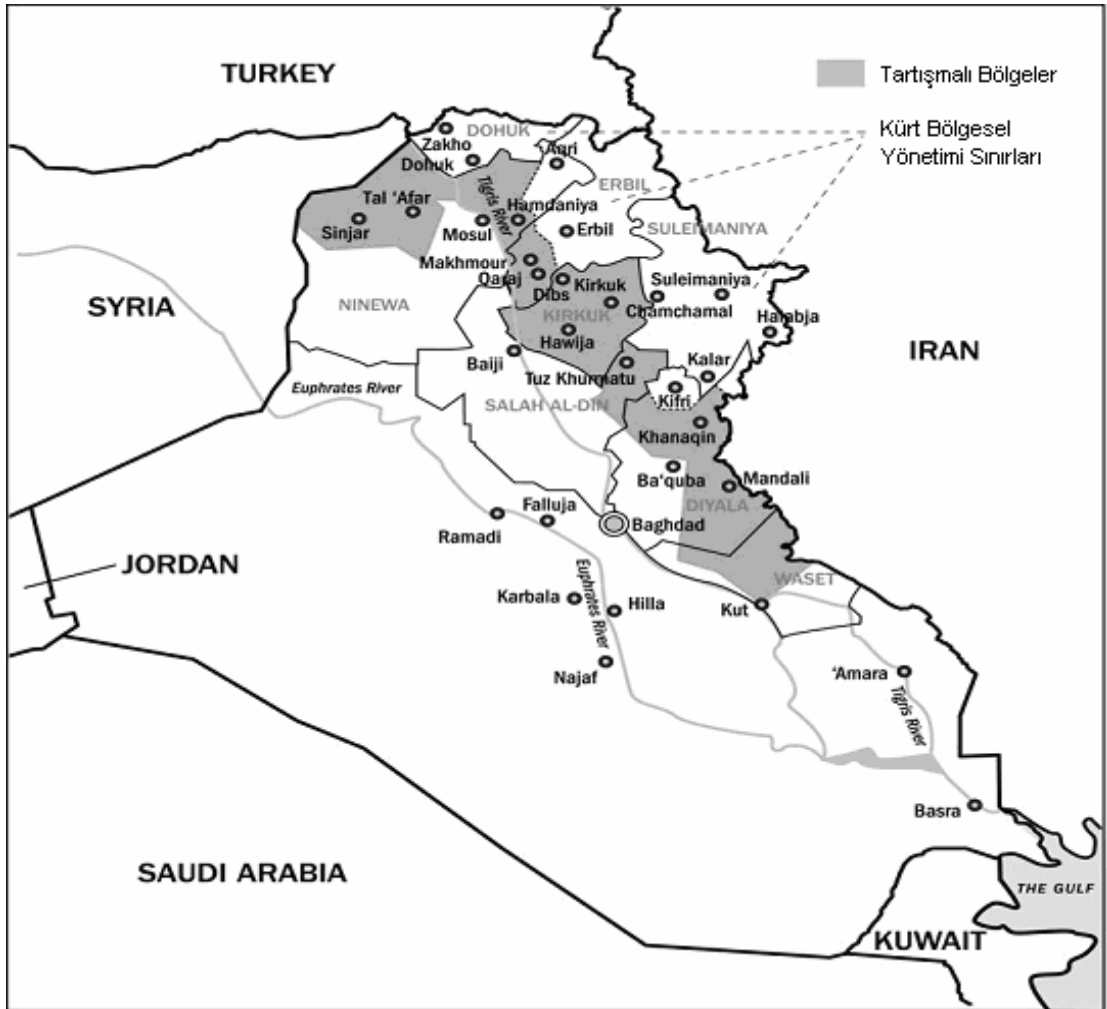 TURKEY
Tartışmalı Bölgeler
DOHUK
Zakho
Kürt Bölgesel
Yönetimi Sınırları
Dohuk
Aqri
ERBIL
Tal ‘Afar
Tigris River
Hamdaniya
Sinjar
Mosul
Erbil
SULEIMANIYA
Makhmour
Qaraj
Dibs
Kirkuk
Suleimaniya
SYRIA
NINEWA
KIRKUK
Chamchamal
Halabja
Hawija
IRAN
Baiji
Tuz Khurmatu
Kalar
Euphrates River
SALAH AL-DIN
Kifri
Khanaqin
Ba‘quba
Mandali
DIYALA
Falluja
Ramadi
Baghdad
JORDAN
WASET
Karbala
Euphrates River
Hilla
Kut
Najaf
‘Amara
Tigris River
Basra
SAUDI ARABIA
THE GULF
KUWAIT